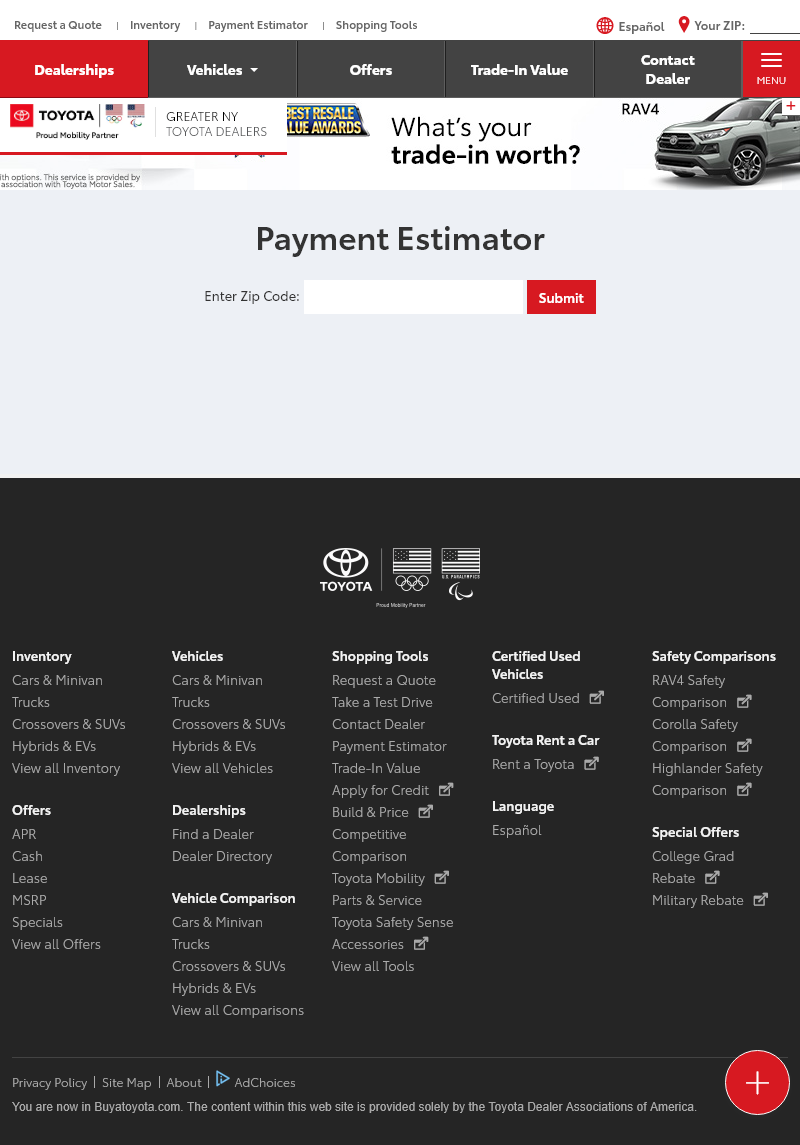 Request a Quote | Inventory | Payment Estimator | Shopping Tools
Español Your ZIP:
Dealerships Vehicles Offers Trade-In Value Contact Dealer MENU
TOYOTA
Proud Mobility Partner
GREATER NY
TOYOTA DEALERS
BEST RESALE
VALUE AWARDS
What's your
trade-in worth?
RAV4
ith options. This service is provided by
association with Toyota Motor Sales.
Payment Estimator
Enter Zip Code: Submit
TOYOTA
U.S. PARALYMPICS
Proud Mobility Partner
Inventory
Cars & Minivan
Trucks
Crossovers & SUVs
Hybrids & EVs
View all Inventory
Offers
APR
Cash
Lease
MSRP
Specials
View all Offers
Vehicles
Cars & Minivan
Trucks
Crossovers & SUVs
Hybrids & EVs
View all Vehicles
Dealerships
Find a Dealer
Dealer Directory
Vehicle Comparison
Cars & Minivan
Trucks
Crossovers & SUVs
Hybrids & EVs
View all Comparisons
Shopping Tools
Request a Quote
Take a Test Drive
Contact Dealer
Payment Estimator
Trade-In Value
Apply for Credit
Build & Price
Competitive
Comparison
Toyota Mobility
Parts & Service
Toyota Safety Sense
Accessories
View all Tools
Certified Used
Vehicles
Certified Used
Toyota Rent a Car
Rent a Toyota
Language
Español
Safety Comparisons
RAV4 Safety
Comparison
Corolla Safety
Comparison
Highlander Safety
Comparison
Special Offers
College Grad
Rebate
Military Rebate
Privacy Policy | Site Map | About | AdChoices
You are now in Buyatoyota.com. The content within this web site is provided solely by the Toyota Dealer Associations of America.